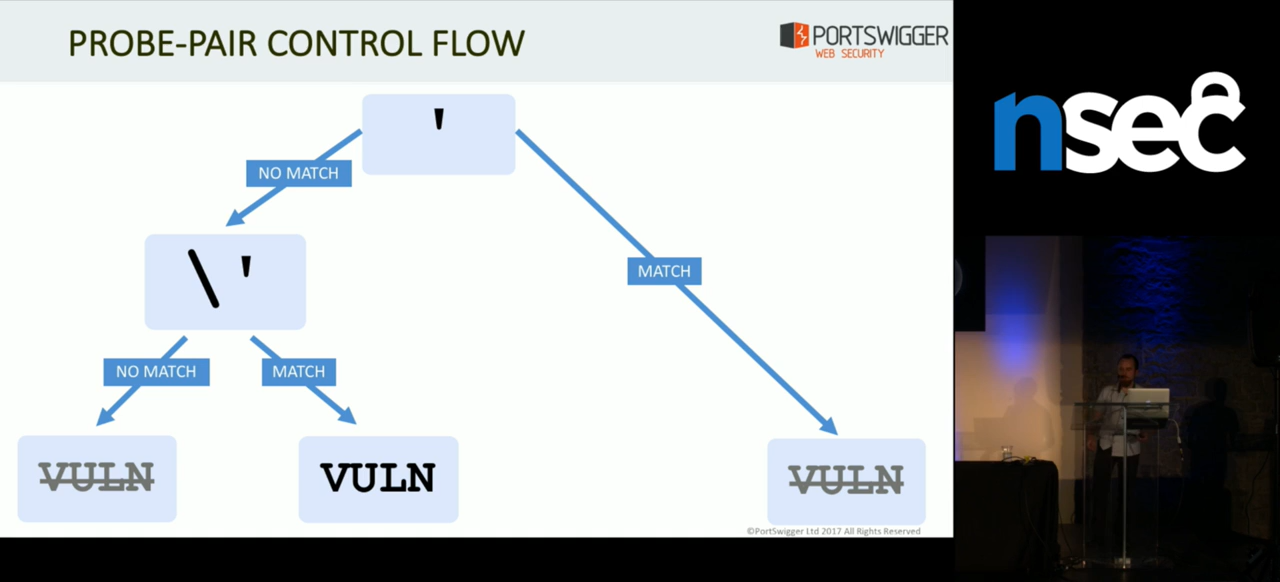 PROBE-PAIR CONTROL FLOW
PORTSWIGGER
WEB SECURITY
nsec
'
NO MATCH
\'
MATCH
NO MATCH
MATCH
VULN
VULN
VULN
©PortSwigger Ltd 2017 All Rights Reserved